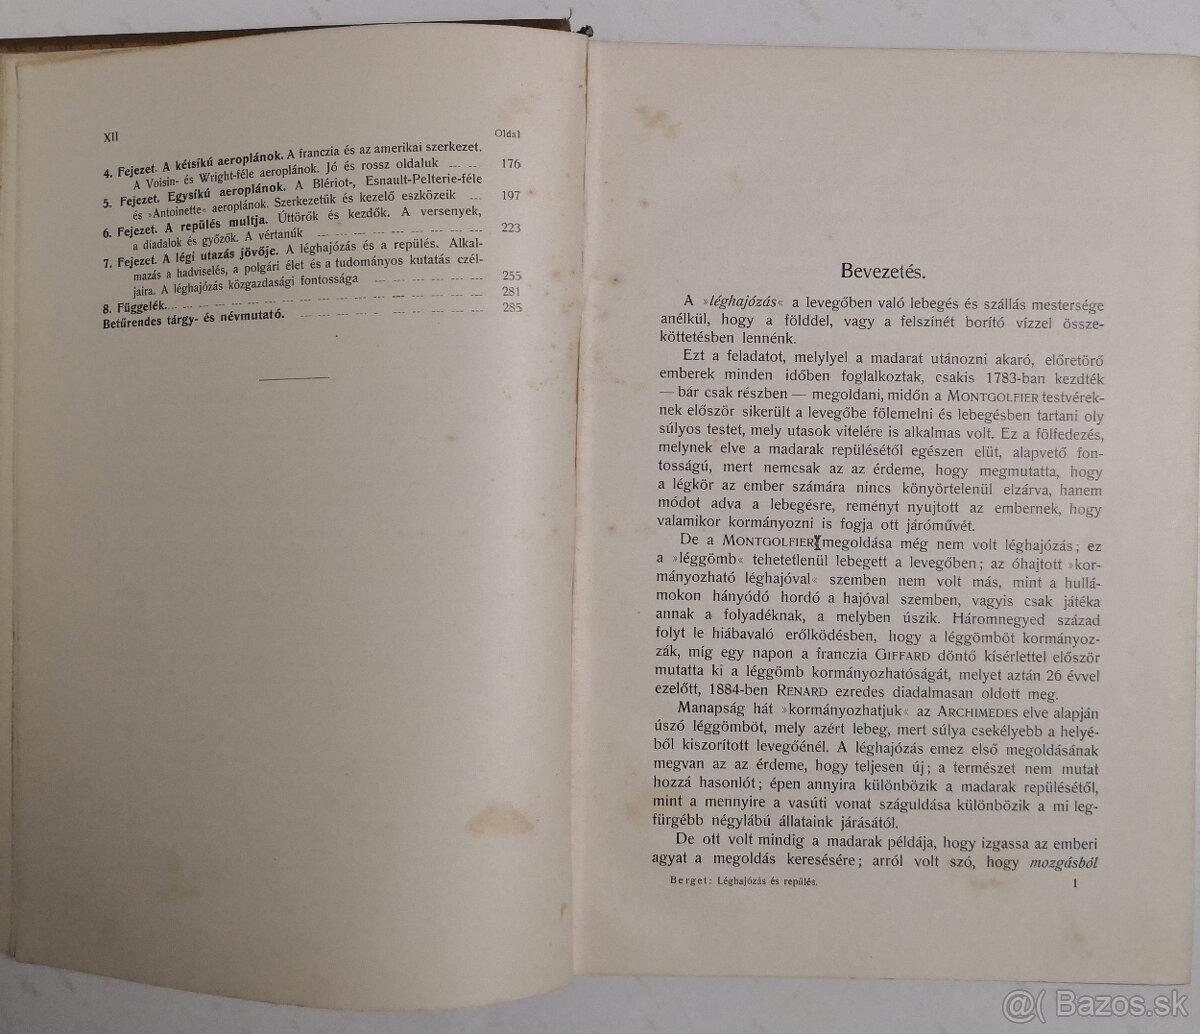 XII
Oldal
4. Fejezet. A kétsíkú aeroplánok. A franczia és az amerikai szerkezet.
A Voisin- és Wright-féle aeroplánok. Jó és rossz oldaluk --- --- 176
5. Fejezet. Egysíkú aeroplánok. A Blériot-, Esnault-Pelterie-féle
és »Antoinette« aeroplánok. Szerkezetük és kezelő eszközeik --- 197
6. Fejezet. A repülés multja. Úttörők és kezdők. A versenyek,
a diadalok és győzők. A vértanúk --- --- --- --- --- --- --- 223
7. Fejezet. A légi utazás jövője. A léghajózás és a repülés. Alkal-
mazás a hadviselés, a polgári élet és a tudományos kutatás czél-
jaira. A léghajózás közgazdasági fontossága --- --- --- --- --- 255
8. Függelék. --- --- --- --- --- --- --- --- --- --- --- --- --- 281
Betűrendes tárgy- és névmutató. --- --- --- - --- --- --- --- 285
Bevezetés.
A »léghajózás« a levegőben való lebegés és szállás mestersége
anélkül, hogy a földdel, vagy a felszínét borító vízzel össze-
köttetésben lennénk.
Ezt a feladatot, melylyel a madarat utánozni akaró, előretörő
emberek minden időben foglalkoztak, csakis 1783-ban kezdték
— bár csak részben — megoldani, midőn a MONTGOLFIER testvérek-
nek először sikerült a levegőbe fölemelni és lebegésben tartani oly
súlyos testet, mely utasok vitelére is alkalmas volt. Ez a fölfedezés,
melynek elve a madarak repülésétől egészen elüt, alapvető fon-
tosságú, mert nemcsak az az érdeme, hogy megmutatta, hogy
a légkör az ember számára nincs könyörtelenül elzárva, hanem
módot adva a lebegésre, reményt nyujtott az embernek, hogy
valamikor kormányozni is fogja ott járóművét.
De a MONTGOLFIER megoldása még nem volt léghajózás; ez
a »léggömb« tehetetlenül lebegett a levegőben; az óhajtott »kor-
mányozható léghajóval« szemben nem volt más, mint a hullá-
mokon hányódó hordó a hajóval szemben, vagyis csak játéka
annak a folyadéknak, a melyben úszik. Háromnegyed század
folyt le hiábavaló erőlködésben, hogy a léggömböt kormányoz-
zák, míg egy napon a franczia GIFFARD döntő kísérlettel először
mutatta ki a léggömb kormányozhatóságát, melyet aztán 26 évvel
ezelőtt, 1884-ben RENARD ezredes diadalmasan oldott meg.
Manapság hát »kormányozhatjuk« az ARCHIMEDES elve alapján
úszó léggömböt, mely azért lebeg, mert súlya csekélyebb a helyé-
ből kiszorított levegőénél. A léghajózás emez első megoldásának
megvan az az érdeme, hogy teljesen új; a természet nem mutat
hozzá hasonlót; épen annyira különbözik a madarak repülésétől,
mint a mennyire a vasúti vonat száguldása különbözik a mi leg-
fürgébb négylábú állataink járásától.
De ott volt mindig a madarak példája, hogy izgassa az emberi
agyat a megoldás keresésére; arról volt szó, hogy mozgásból
Berget: Léghajózás és repülés. 1
@( Bazos.sk